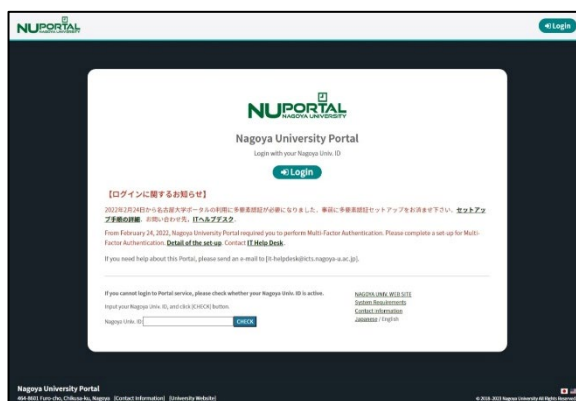 NUPORTAL
NAGOYA UNIVERSITY
Login
NUPORTAL
NAGOYA UNIVERSITY
Nagoya University Portal
Login with your Nagoya Univ. ID
Login
【ログインに関するお知らせ】
2022年2月24日から名古屋大学ポータルの利用に多要素認証が必要になりました。事前に多要素認証セットアップをお済ませ下さい。セットアッ
プ手順の詳細. お問い合わせ先. ITヘルプデスク.
From February 24, 2022, Nagoya University Portal required you to perform Multi-Factor Authentication. Please complete a set-up for Multi-
Factor Authentication. Detail of the set-up. Contact IT Help Desk.
If you need help about this Portal, please send an e-mail to [it-helpdesk@icts.nagoya-u.ac.jp].
If you cannot login to Portal service, please check whether your Nagoya Univ. ID is active.
Input your Nagoya Univ. ID, and click [CHECK] button.
Nagoya Univ. ID
CHECK
NAGOYA UNIV. WEB SITE
System Requirements
Contact information
Japanese / English
Nagoya University Portal
464-8601 Furo-cho, Chikusa-ku, Nagoya [Contact Information] [University Website]
© 2018-2023 Nagoya University All Rights Reserved.